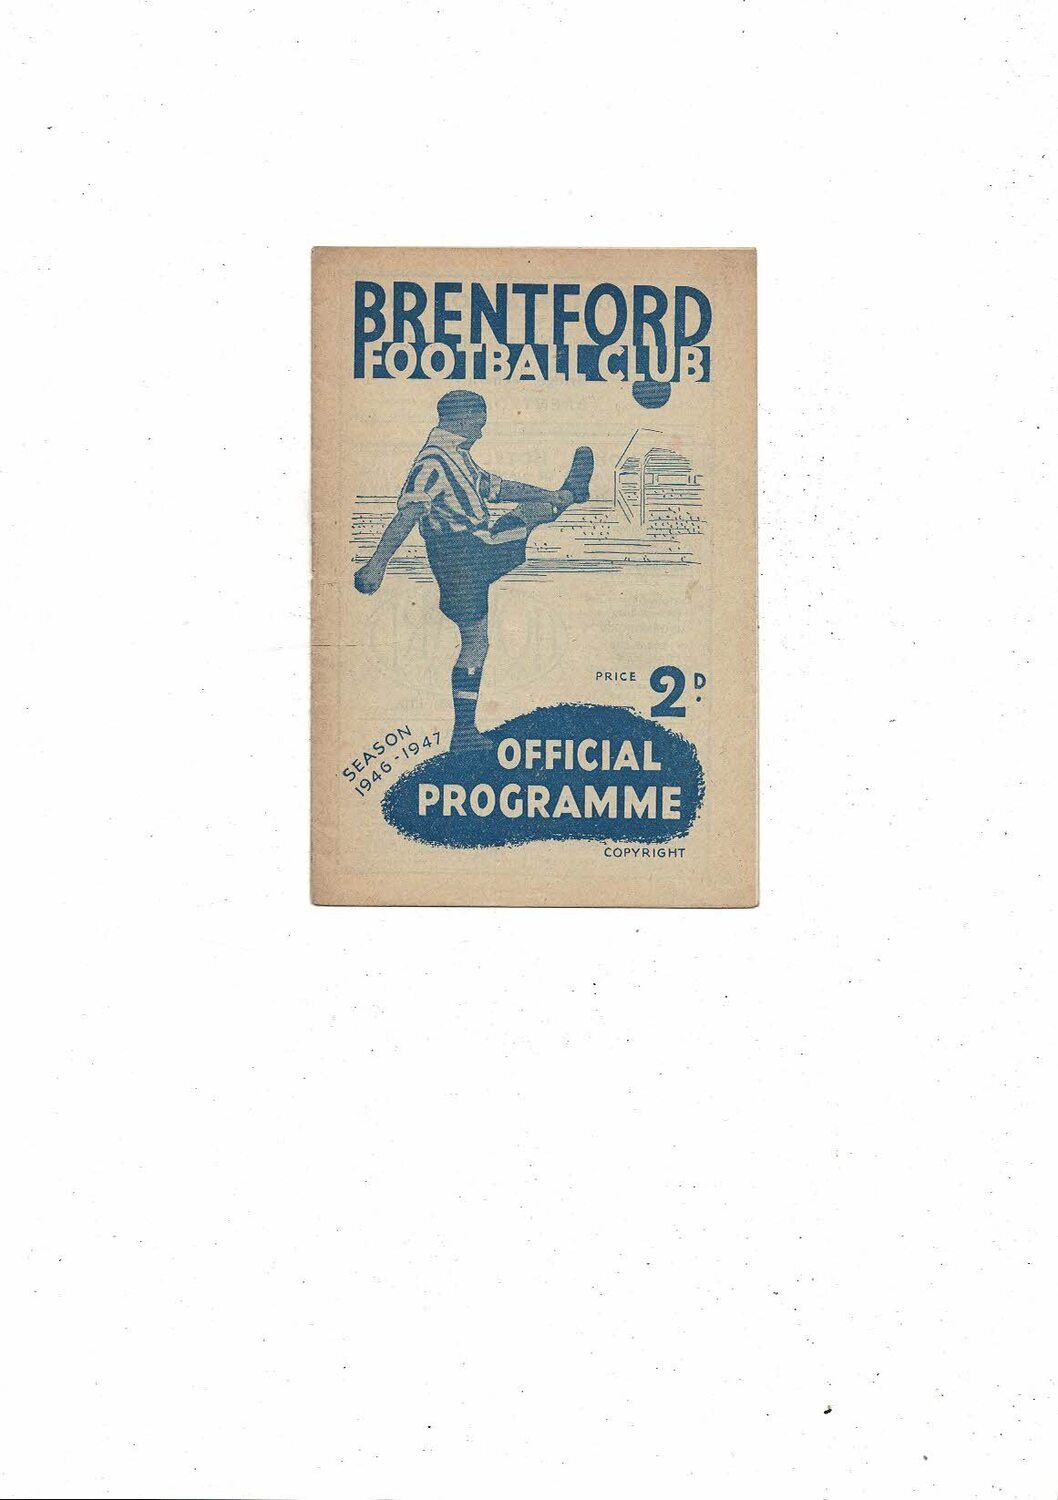 BRENTFORD
FOOTBALL CLUB
PRICE 2D.
SEASON
1946-1947
OFFICIAL
PROGRAMME
COPYRIGHT